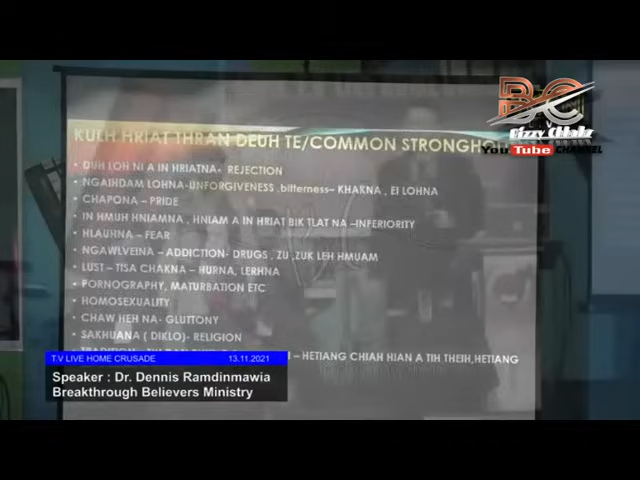 BC
Bizzy Chhakz
You Tube CHANNEL
KULH HRIAT THRAN DEUH TE/COMMON STRONGHO
• DUH LOH NI A IN HRIATNA- REJECTION
• NGAIHDAM LOHNA-UNFORGIVENESS ,bitterness– KHAKNA , EI LOHNA
• CHAPONA – PRIDE
• IN HMUH HNIAMNA , HNIAM A IN HRIAT BIK TLAT NA –INFERIORITY
• HLAUHNA – FEAR
• NGAWLVEINA – ADDICTION- DRUGS , ZU ,ZUK LEH HMUAM
• LUST – TISA CHAKNA – HURNA, LERHNA
• PORNOGRAPHY, MATURBATION ETC
• HOMOSEXUALITY
• CHAW HEH NA- GLUTTONY
• SAKHUANA ( DIKLO)- RELIGION
– HETIANG CHIAH HIAN A TIH THEIH,HETIANG
T.V LIVE HOME CRUSADE 13.11.2021
Speaker : Dr. Dennis Ramdinmawia
Breakthrough Believers Ministry